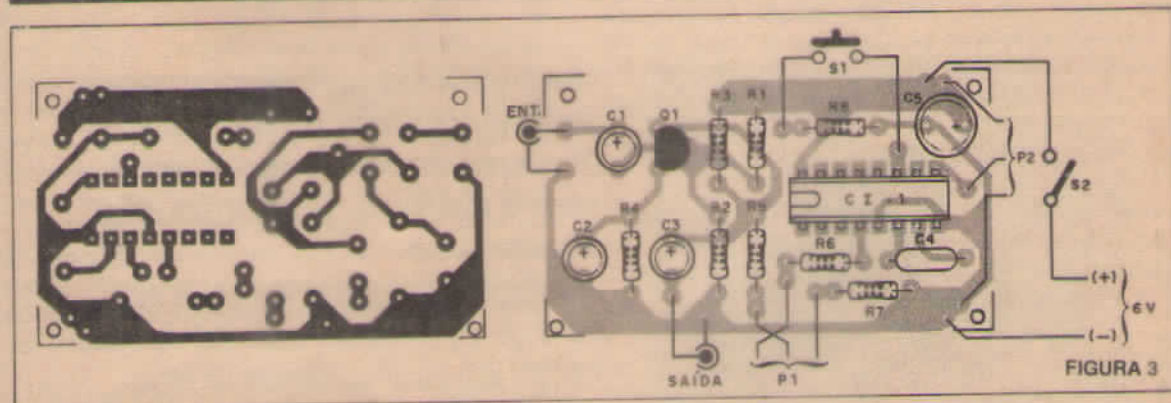 S1
ENT.
C1
Q1
R3
R1
R8
C5
P2
S2
C I - 1
C2
R4
C3
R2
R5
R6
C4
R7
(+)
6 V
(-)
SAÍDA
P1
FIGURA 3